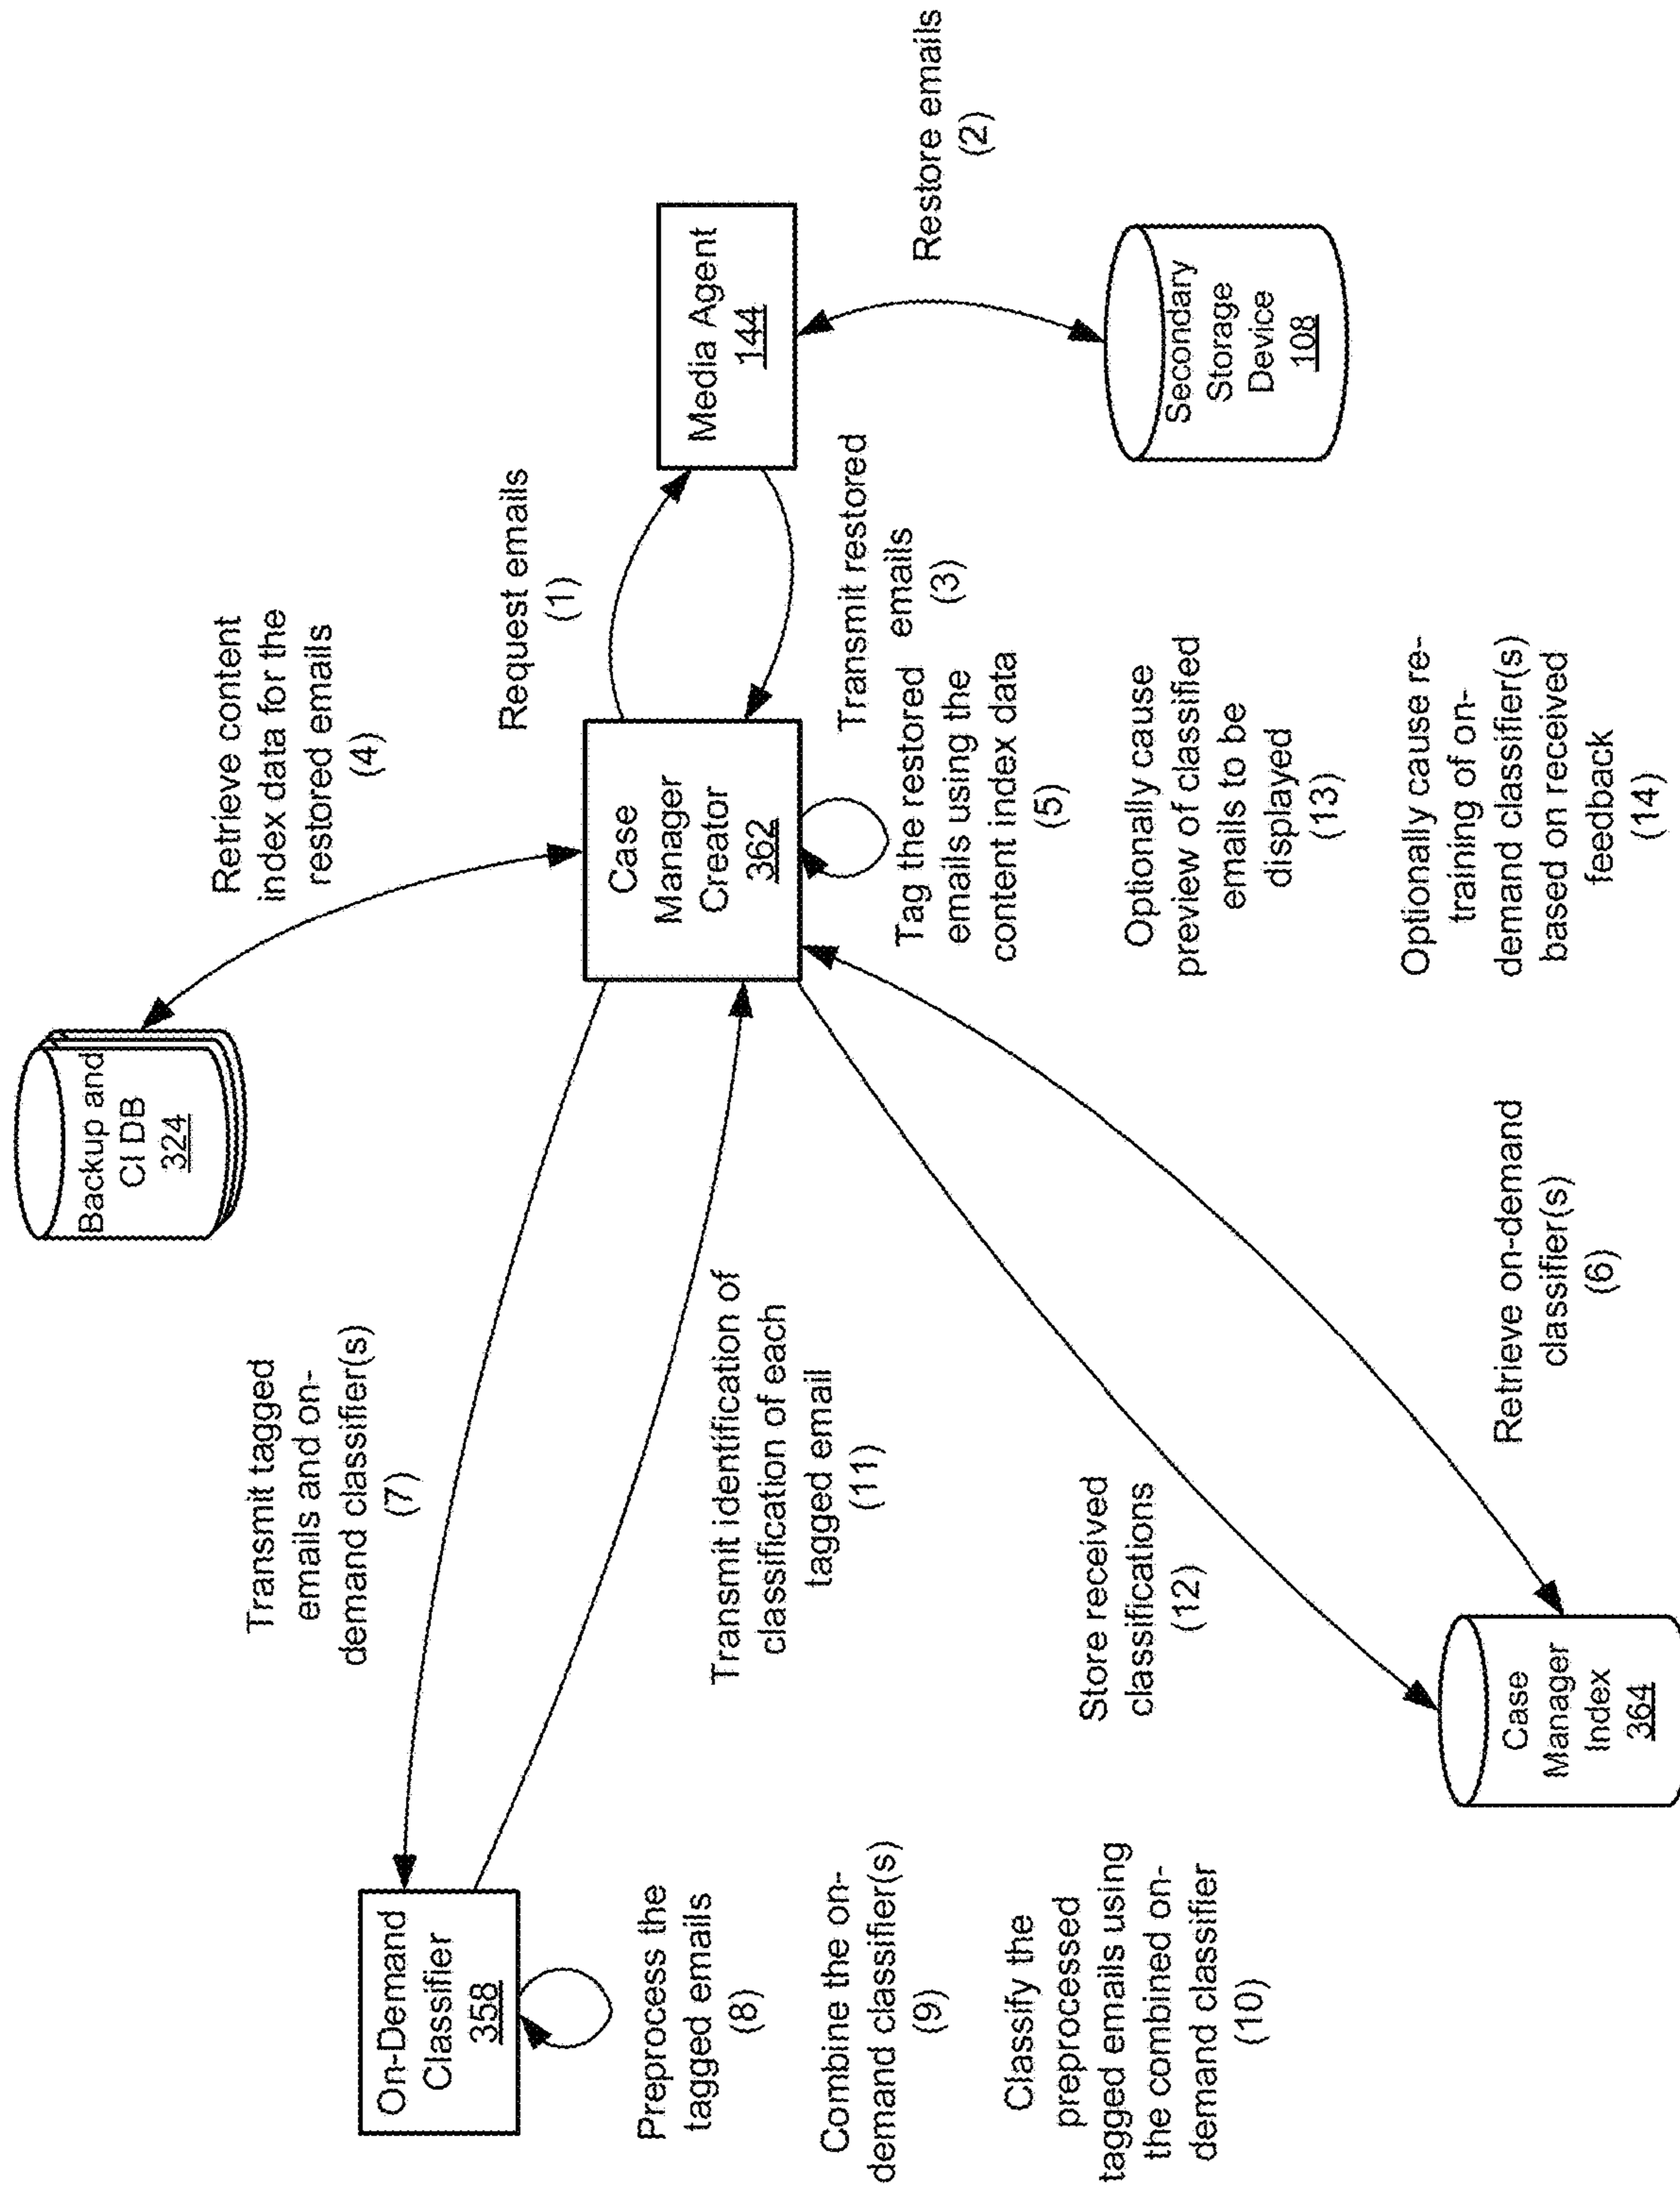 Backup and
CI DB
324
Retrieve content
index data for the
restored emails
(4)
Request emails
(1)
Transmit tagged
emails and on-
demand classifier(s)
(7)
On-Demand
Classifier
358
Case
Manager
Creator
362
Media Agent
144
Transmit identification of
classification of each
tagged email
(11)
Transmit restored
emails
(3)
Restore emails
(2)
Preprocess the
tagged emails
(8)
Combine the on-
demand classifier(s)
(9)
Classify the
preprocessed
tagged emails using
the combined on-
demand classifier
(10)
Tag the restored
emails using the
content index data
(5)
Optionally cause
preview of classified
emails to be
displayed
(13)
Optionally cause re-
training of on-
demand classifier(s)
based on received
feedback
(14)
Secondary
Storage
Device
108
Store received
classifications
(12)
Retrieve on-demand
classifier(s)
(6)
Case
Manager
Index
364